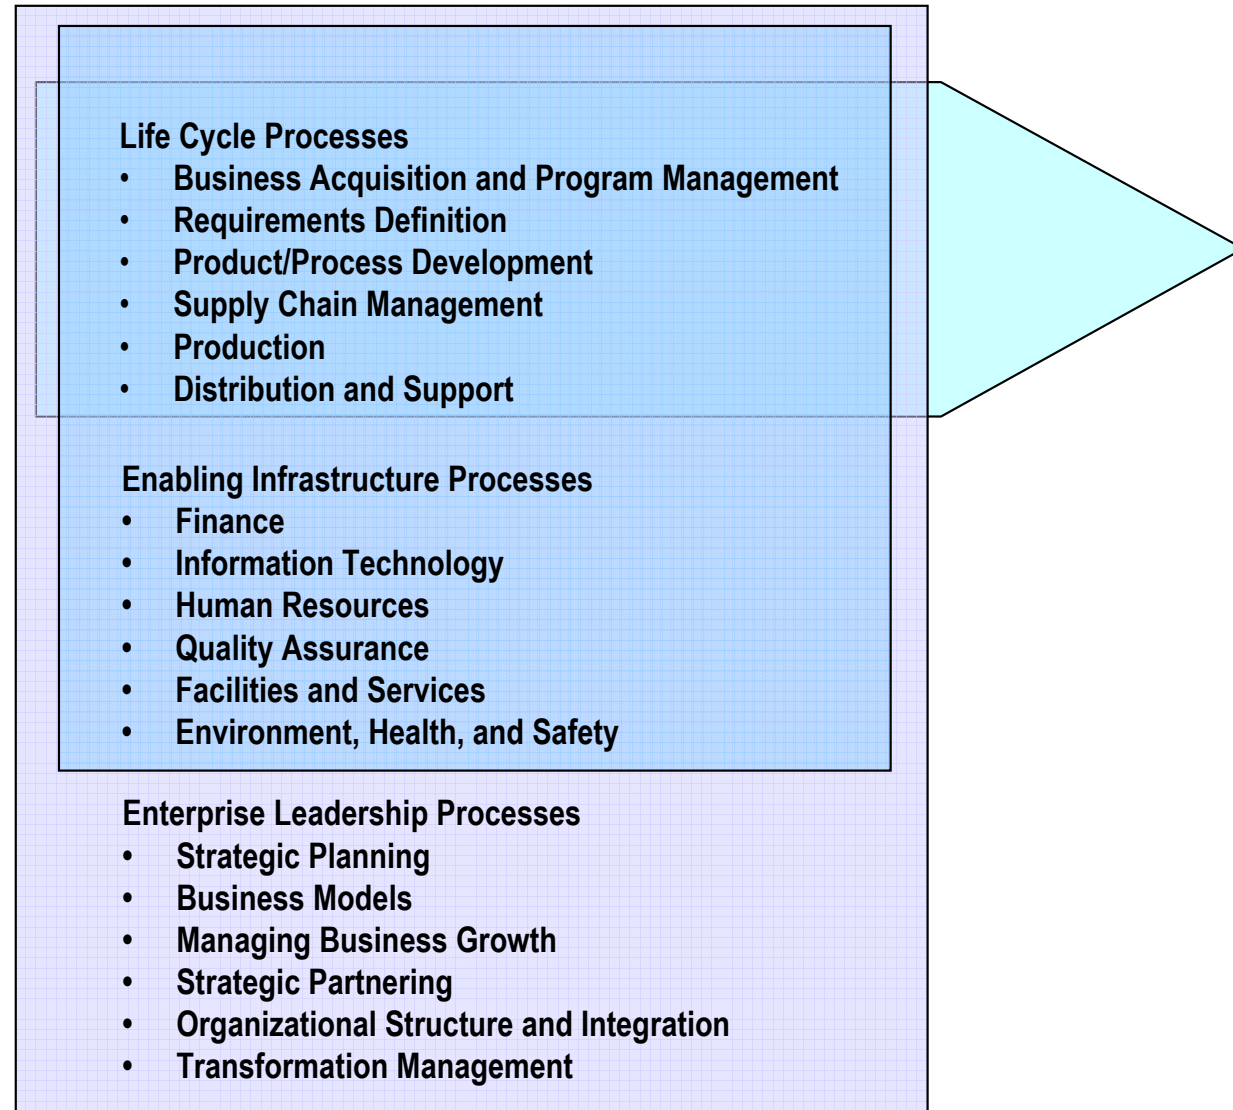 Life Cycle Processes
• Business Acquisition and Program Management
• Requirements Definition
• Product/Process Development
• Supply Chain Management
• Production
• Distribution and Support
Enabling Infrastructure Processes
• Finance
• Information Technology
• Human Resources
• Quality Assurance
• Facilities and Services
• Environment, Health, and Safety
Enterprise Leadership Processes
• Strategic Planning
• Business Models
• Managing Business Growth
• Strategic Partnering
• Organizational Structure and Integration
• Transformation Management